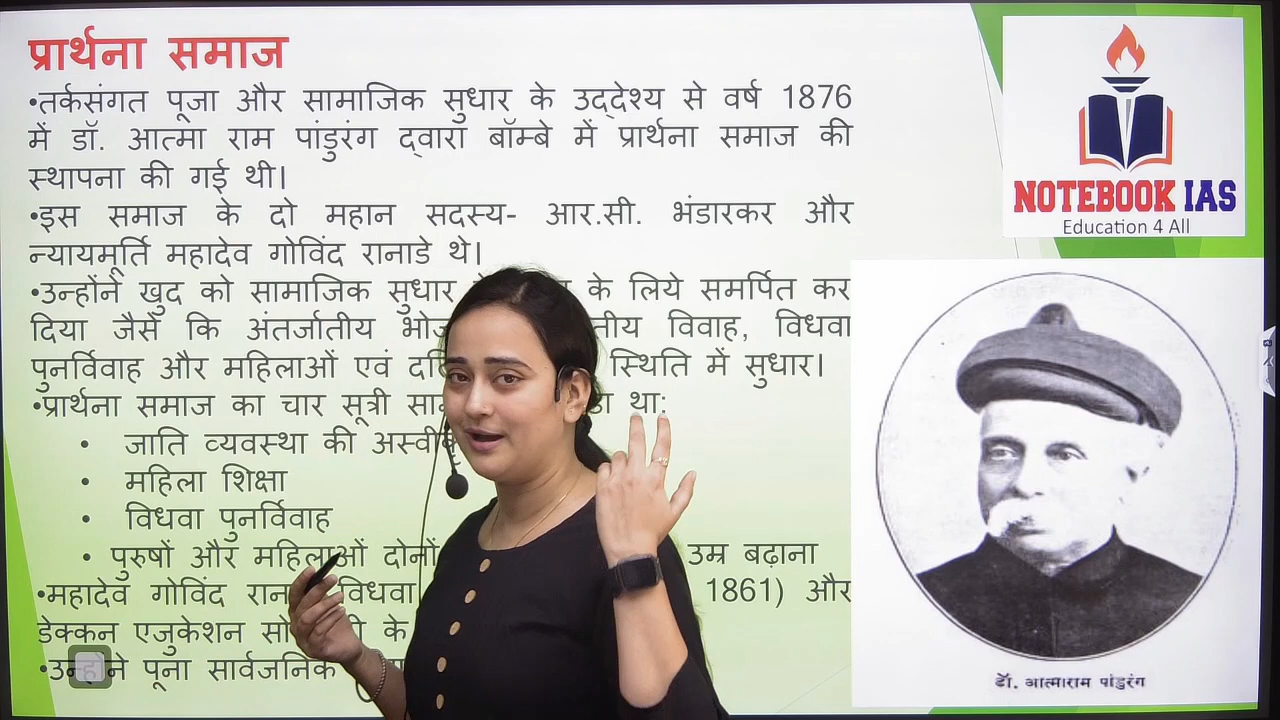 प्रार्थना समाज
•तर्कसंगत पूजा और सामाजिक सुधार के उद्देश्य से वर्ष 1876
में डॉ. आत्मा राम पांडुरंग द्वारा बॉम्बे में प्रार्थना समाज की
स्थापना की गई थी।
•इस समाज के दो महान सदस्य- आर.सी. भंडारकर और
न्यायमूर्ति महादेव गोविंद रानाडे थे।
•उन्होंने खुद को सामाजिक सुधार के लिये समर्पित कर
दिया जैसे कि अंतर्जातीय विवाह, विधवा
पुनर्विवाह और महिलाओं एवं स्थिति में सुधार।
•प्रार्थना समाज का चार सूत्री था:
• जाति व्यवस्था की
• महिला शिक्षा
• विधवा पुनर्विवाह
• पुरुषों और महिलाओं दोनों उम्र बढ़ाना
•महादेव गोविंद विधवा 1861) और
डेक्कन एजुकेशन के
•उन्होंने पूना सार्वजनिक
NOTEBOOK IAS
Education 4 All
डॉ. आत्माराम पांडुरंग